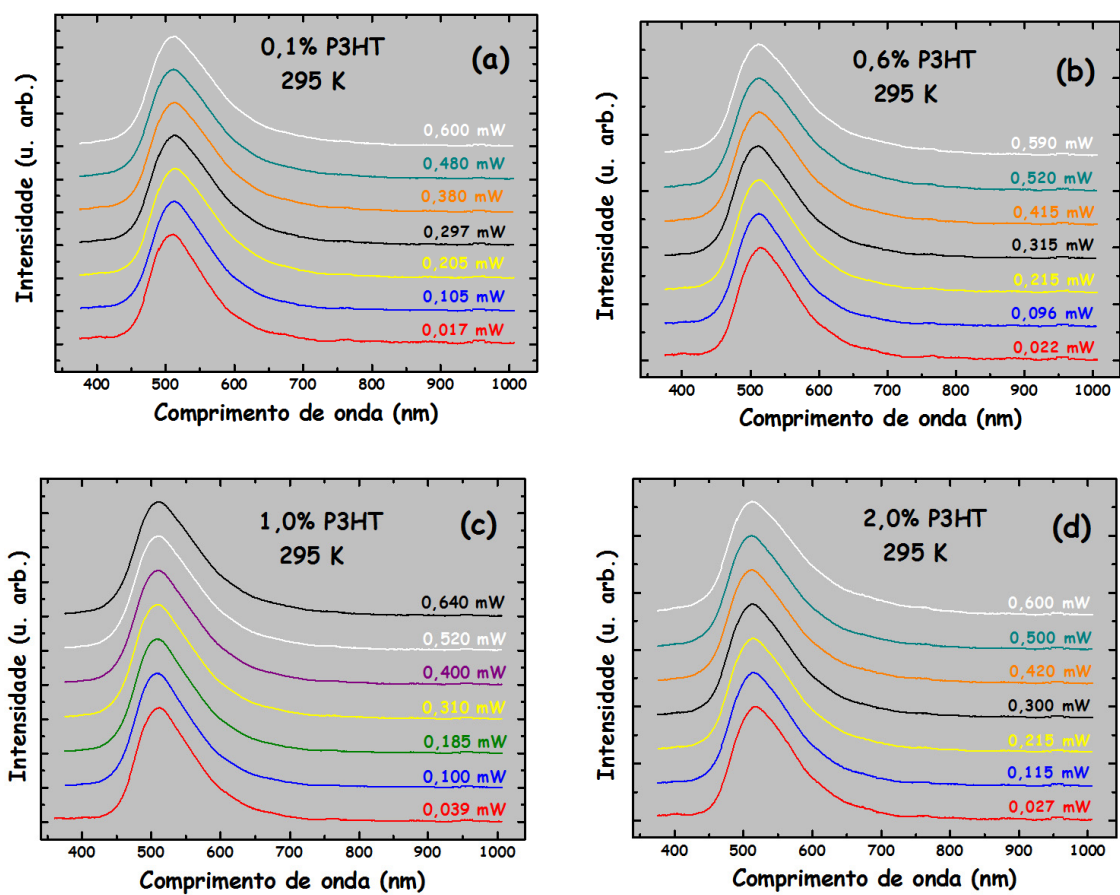 Intensidade (u. arb.)
0,1% P3HT
295 K
(a)
0,600 mW
0,480 mW
0,380 mW
0,297 mW
0,205 mW
0,105 mW
0,017 mW
400 500 600 700 800 900 1000
Comprimento de onda (nm)
Intensidade (u. arb.)
0,6% P3HT
295 K
(b)
0,590 mW
0,520 mW
0,415 mW
0,315 mW
0,215 mW
0,096 mW
0,022 mW
400 500 600 700 800 900 1000
Comprimento de onda (nm)
Intensidade (u. arb.)
1,0% P3HT
295 K
(c)
0,640 mW
0,520 mW
0,400 mW
0,310 mW
0,185 mW
0,100 mW
0,039 mW
400 500 600 700 800 900 1000
Comprimento de onda (nm)
Intensidade (u. arb.)
2,0% P3HT
295 K
(d)
0,600 mW
0,500 mW
0,420 mW
0,300 mW
0,215 mW
0,115 mW
0,027 mW
400 500 600 700 800 900 1000
Comprimento de onda (nm)